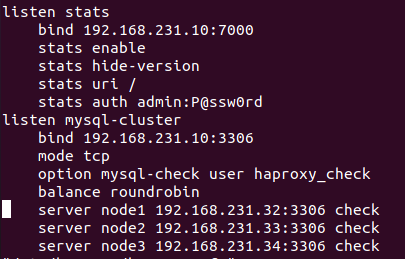 listen stats
    bind 192.168.231.10:7000
    stats enable
    stats hide-version
    stats uri /
    stats auth admin:P@ssw0rd
listen mysql-cluster
    bind 192.168.231.10:3306
    mode tcp
    option mysql-check user haproxy_check
    balance roundrobin
    server node1 192.168.231.32:3306 check
    server node2 192.168.231.33:3306 check
    server node3 192.168.231.34:3306 check